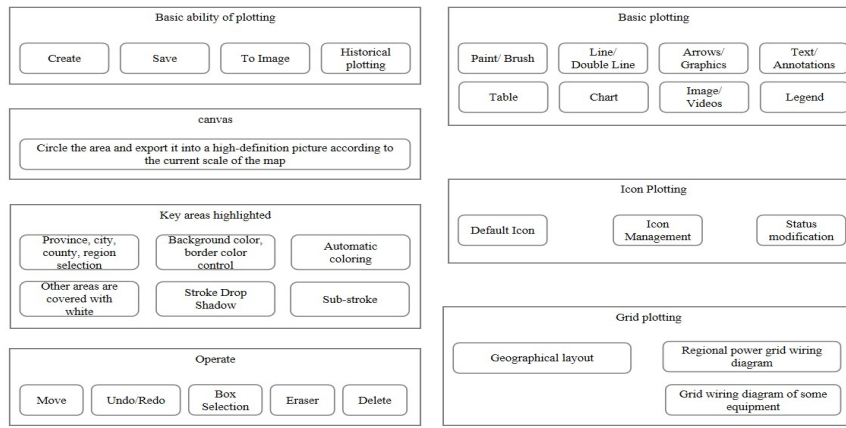 Basic ability of plotting
Create
Save
To Image
Historical
plotting
canvas
Circle the area and export it into a high-definition picture according to
the current scale of the map
Key areas highlighted
Province, city,
county, region
selection
Background color,
border color
control
Automatic
coloring
Other areas are
covered with
white
Stroke Drop
Shadow
Sub-stroke
Operate
Move
Undo/Redo
Box
Selection
Eraser
Delete
Basic plotting
Paint/ Brush
Line/
Double Line
Arrows/
Graphics
Text/
Annotations
Table
Chart
Image/
Videos
Legend
Icon Plotting
Default Icon
Icon
Management
Status
modification
Grid plotting
Geographical layout
Regional power grid wiring
diagram
Grid wiring diagram of some
equipment